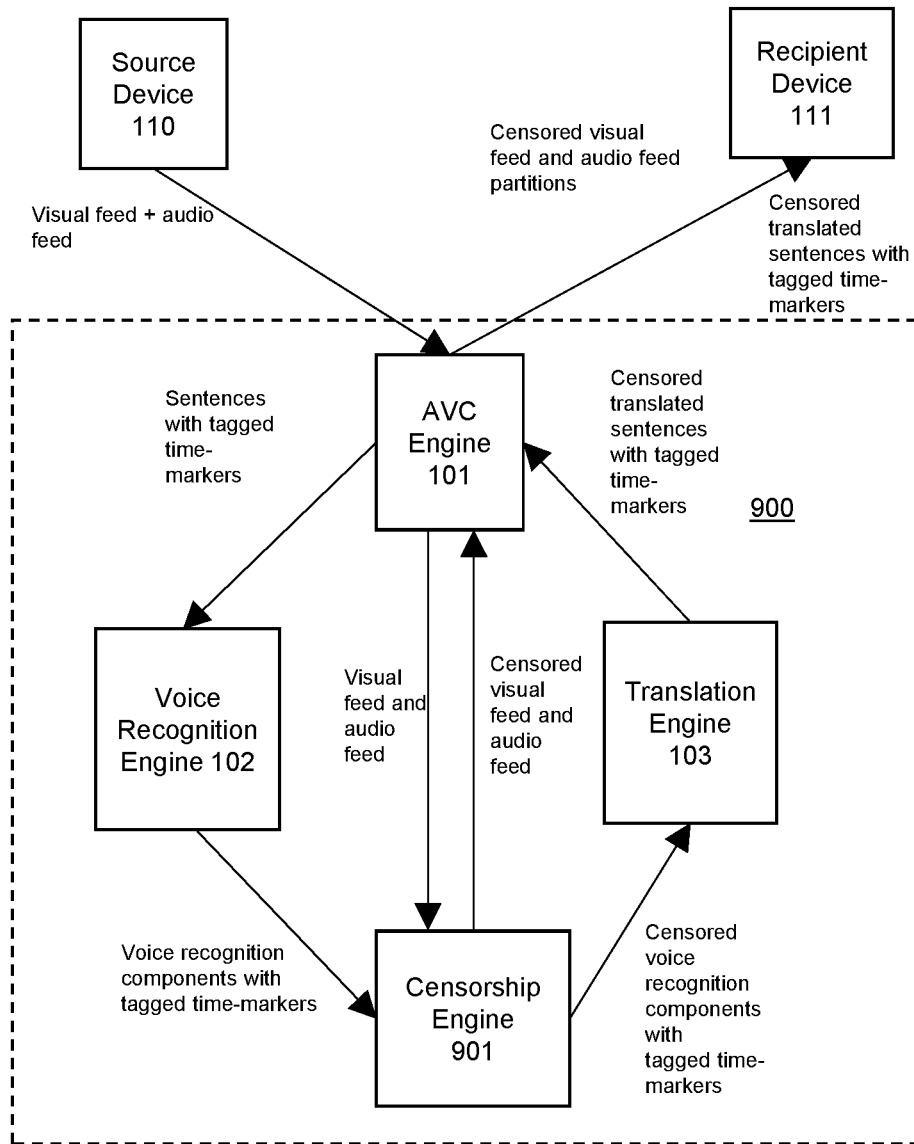 Source
Device
110
Recipient
Device
111
Visual feed + audio
feed
Censored visual
feed and audio feed
partitions
Censored
translated
sentences with
tagged time-
markers
AVC
Engine
101
Sentences
with tagged
time-
markers
Censored
translated
sentences
with tagged
time-
markers
900
Voice
Recognition
Engine 102
Visual
feed and
audio
feed
Censored
visual
feed and
audio
feed
Translation
Engine
103
Voice recognition
components with
tagged time-markers
Censorship
Engine
901
Censored
voice
recognition
components
with
tagged time-
markers